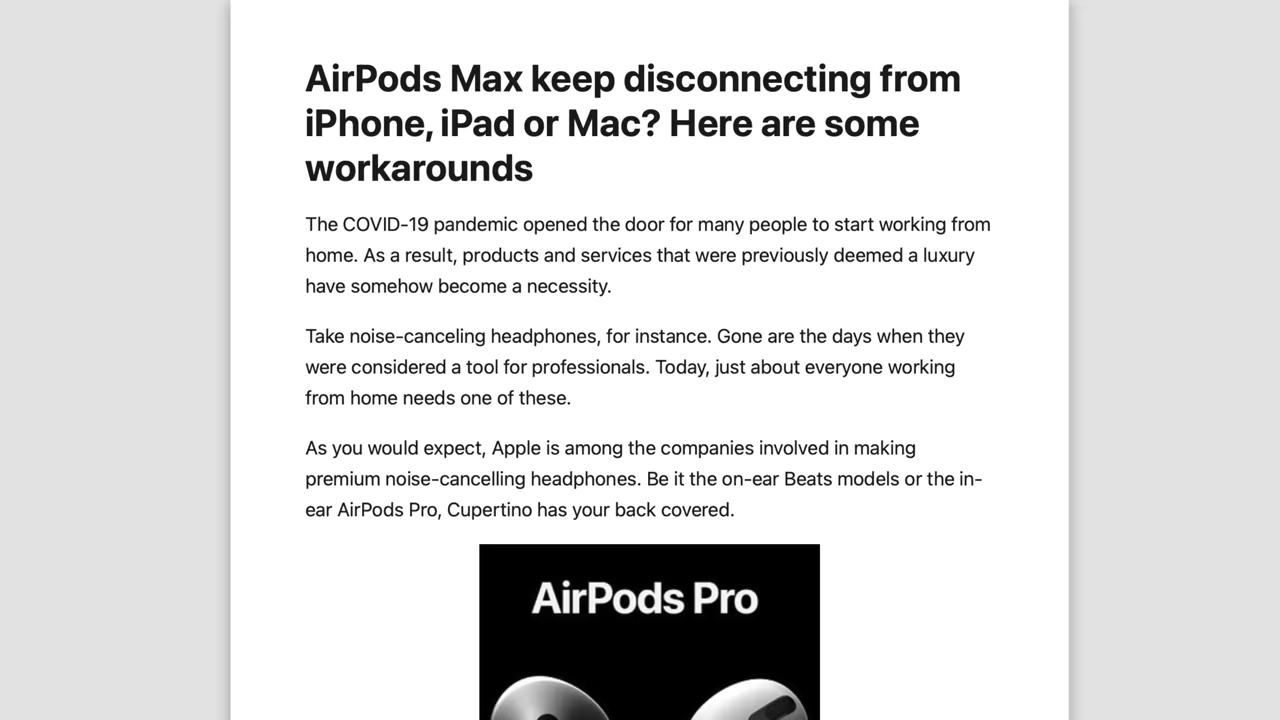 AirPods Max keep disconnecting from
iPhone, iPad or Mac? Here are some
workarounds
The COVID-19 pandemic opened the door for many people to start working from
home. As a result, products and services that were previously deemed a luxury
have somehow become a necessity.
Take noise-canceling headphones, for instance. Gone are the days when they
were considered a tool for professionals. Today, just about everyone working
from home needs one of these.
As you would expect, Apple is among the companies involved in making
premium noise-cancelling headphones. Be it the on-ear Beats models or the in-
ear AirPods Pro, Cupertino has your back covered.
AirPods Pro